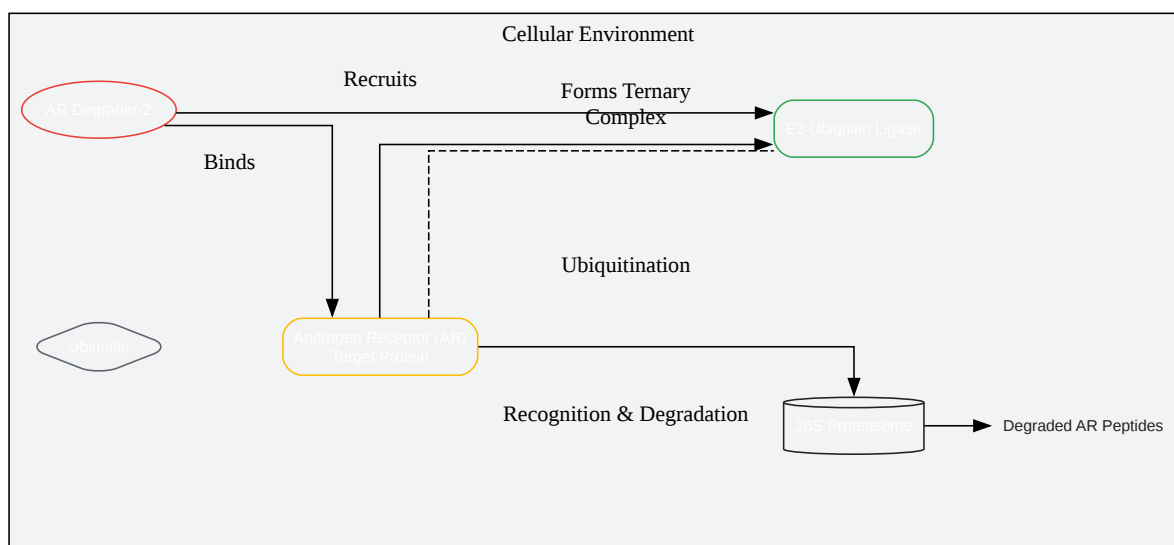 Cellular Environment
Recruits
AR Degrader-2
Forms Ternary
Complex
E3 Ubiquitin Ligase
Binds
Ubiquitination
Ubiquitin
Androgen Receptor (AR)
Target Protein
Recognition & Degradation
26S Proteasome
Degraded AR Peptides